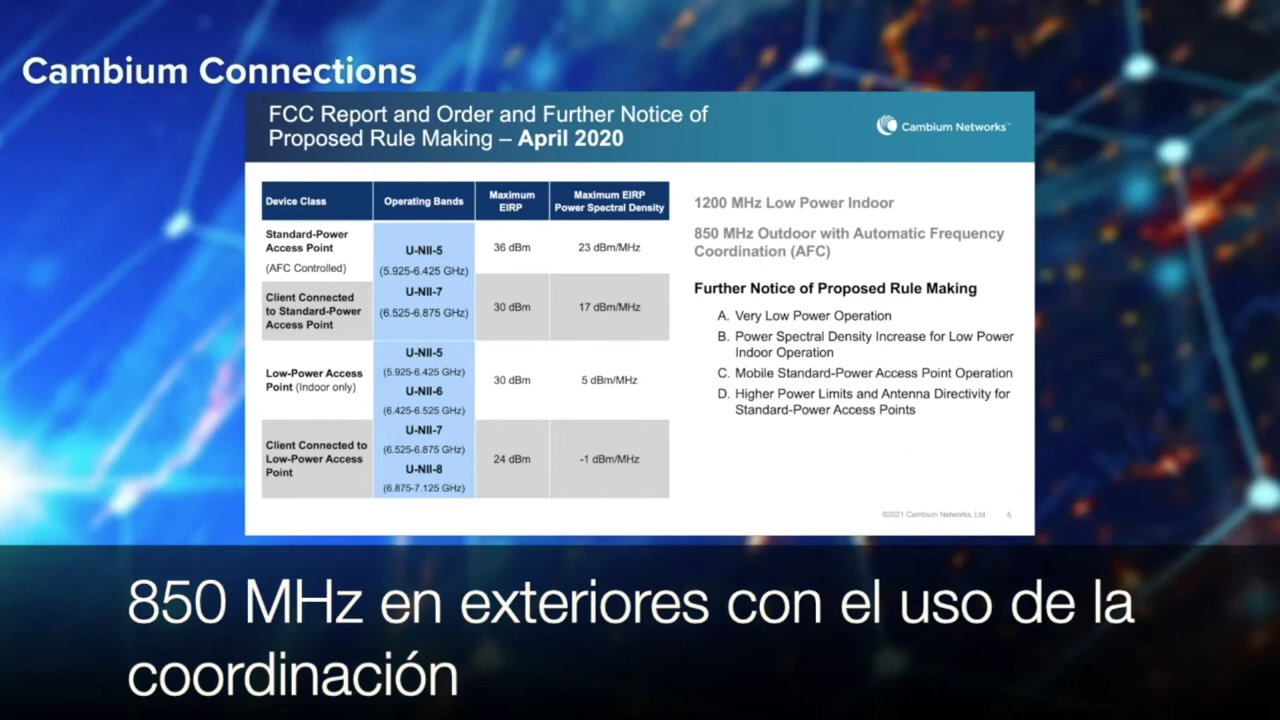 Cambium Connections
FCC Report and Order and Further Notice of
Proposed Rule Making – April 2020
Cambium Networks™
Device Class
Operating Bands
Maximum
EIRP
Maximum EIRP
Power Spectral Density
Standard-Power
Access Point
(AFC Controlled)
U-NII-5
(5.925-6.425 GHz)
U-NII-7
(6.525-6.875 GHz)
36 dBm
23 dBm/MHz
Client Connected
to Standard-Power
Access Point
30 dBm
17 dBm/MHz
Low-Power Access
Point (Indoor only)
U-NII-5
(5.925-6.425 GHz)
U-NII-6
(6.425-6.525 GHz)
U-NII-7
(6.525-6.875 GHz)
U-NII-8
(6.875-7.125 GHz)
30 dBm
5 dBm/MHz
Client Connected to
Low-Power Access
Point
24 dBm
-1 dBm/MHz
1200 MHz Low Power Indoor
850 MHz Outdoor with Automatic Frequency
Coordination (AFC)
Further Notice of Proposed Rule Making
A. Very Low Power Operation
B. Power Spectral Density Increase for Low Power
Indoor Operation
C. Mobile Standard-Power Access Point Operation
D. Higher Power Limits and Antenna Directivity for
Standard-Power Access Points
©2021 Cambium Networks, Ltd
5
850 MHz en exteriores con el uso de la
coordinación